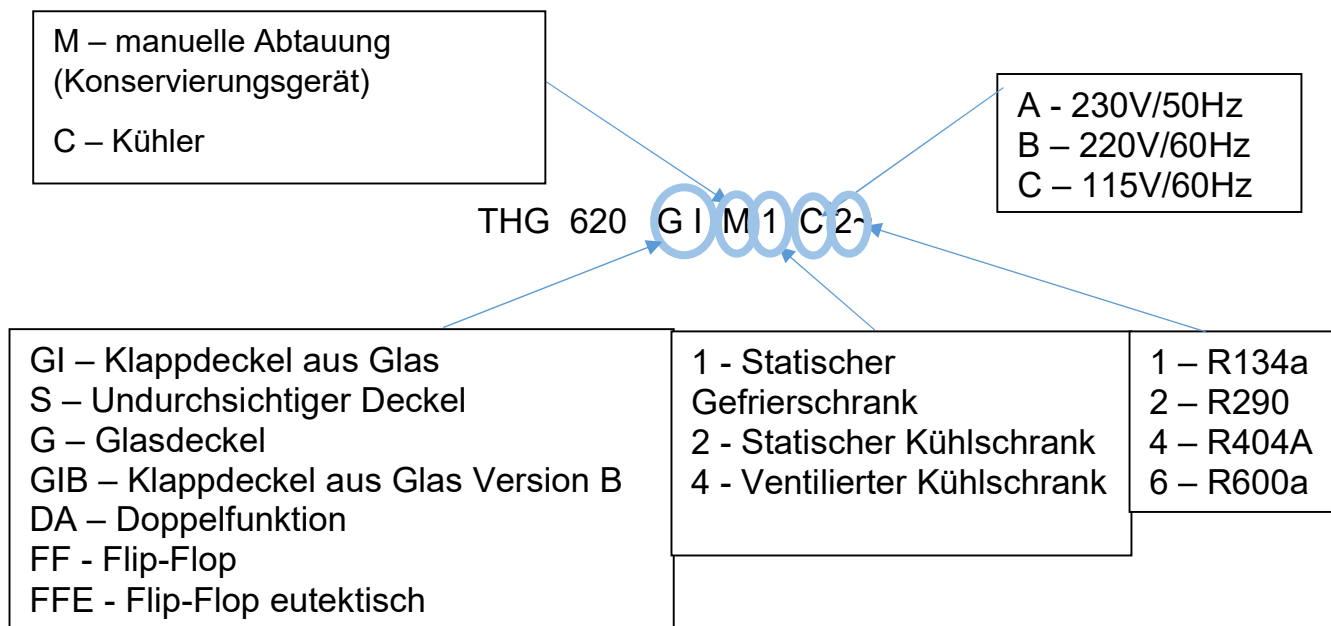 M – manuelle Abtauung
(Konservierungsgerät)
C – Kühler
A - 230V/50Hz
B – 220V/60Hz
C – 115V/60Hz
THG 620 G I M 1 C 2~
GI – Klappdeckel aus Glas
S – Undurchsichtiger Deckel
G – Glasdeckel
GIB – Klappdeckel aus Glas Version B
DA – Doppelfunktion
FF - Flip-Flop
FFE - Flip-Flop eutektisch
1 - Statischer
Gefrierschrank
2 - Statischer Kühlschrank
4 - Ventilierter Kühlschrank
1 – R134a
2 – R290
4 – R404A
6 – R600a